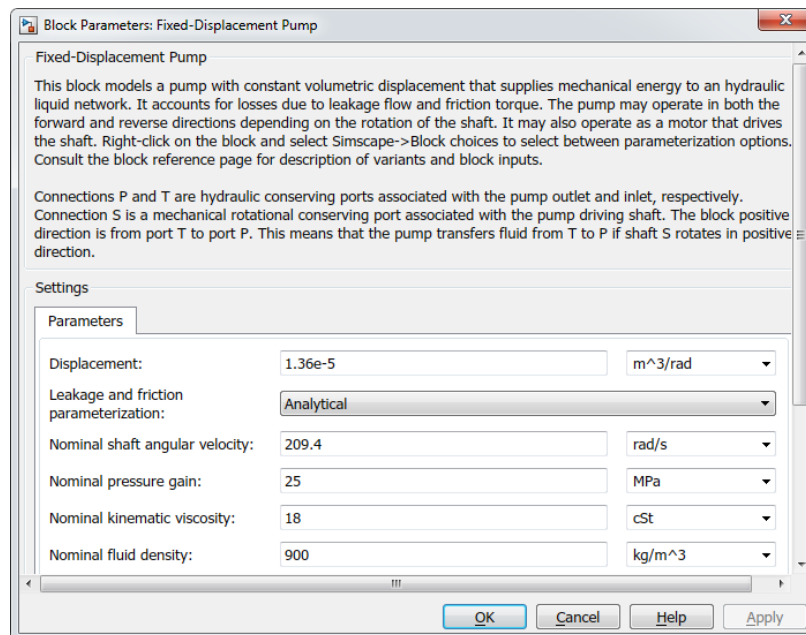 Block Parameters: Fixed-Displacement Pump
Fixed-Displacement Pump
This block models a pump with constant volumetric displacement that supplies mechanical energy to an hydraulic
liquid network. It accounts for losses due to leakage flow and friction torque. The pump may operate in both the
forward and reverse directions depending on the rotation of the shaft. It may also operate as a motor that drives
the shaft. Right-click on the block and select Simscape->Block choices to select between parameterization options.
Consult the block reference page for description of variants and block inputs.
Connections P and T are hydraulic conserving ports associated with the pump outlet and inlet, respectively.
Connection S is a mechanical rotational conserving port associated with the pump driving shaft. The block positive
direction is from port T to port P. This means that the pump transfers fluid from T to P if shaft S rotates in positive
direction.
Settings
Parameters
Displacement: 1.36e-5 m^3/rad
Leakage and friction
parameterization: Analytical
Nominal shaft angular velocity: 209.4 rad/s
Nominal pressure gain: 25 MPa
Nominal kinematic viscosity: 18 cSt
Nominal fluid density: 900 kg/m^3
OK Cancel Help Apply